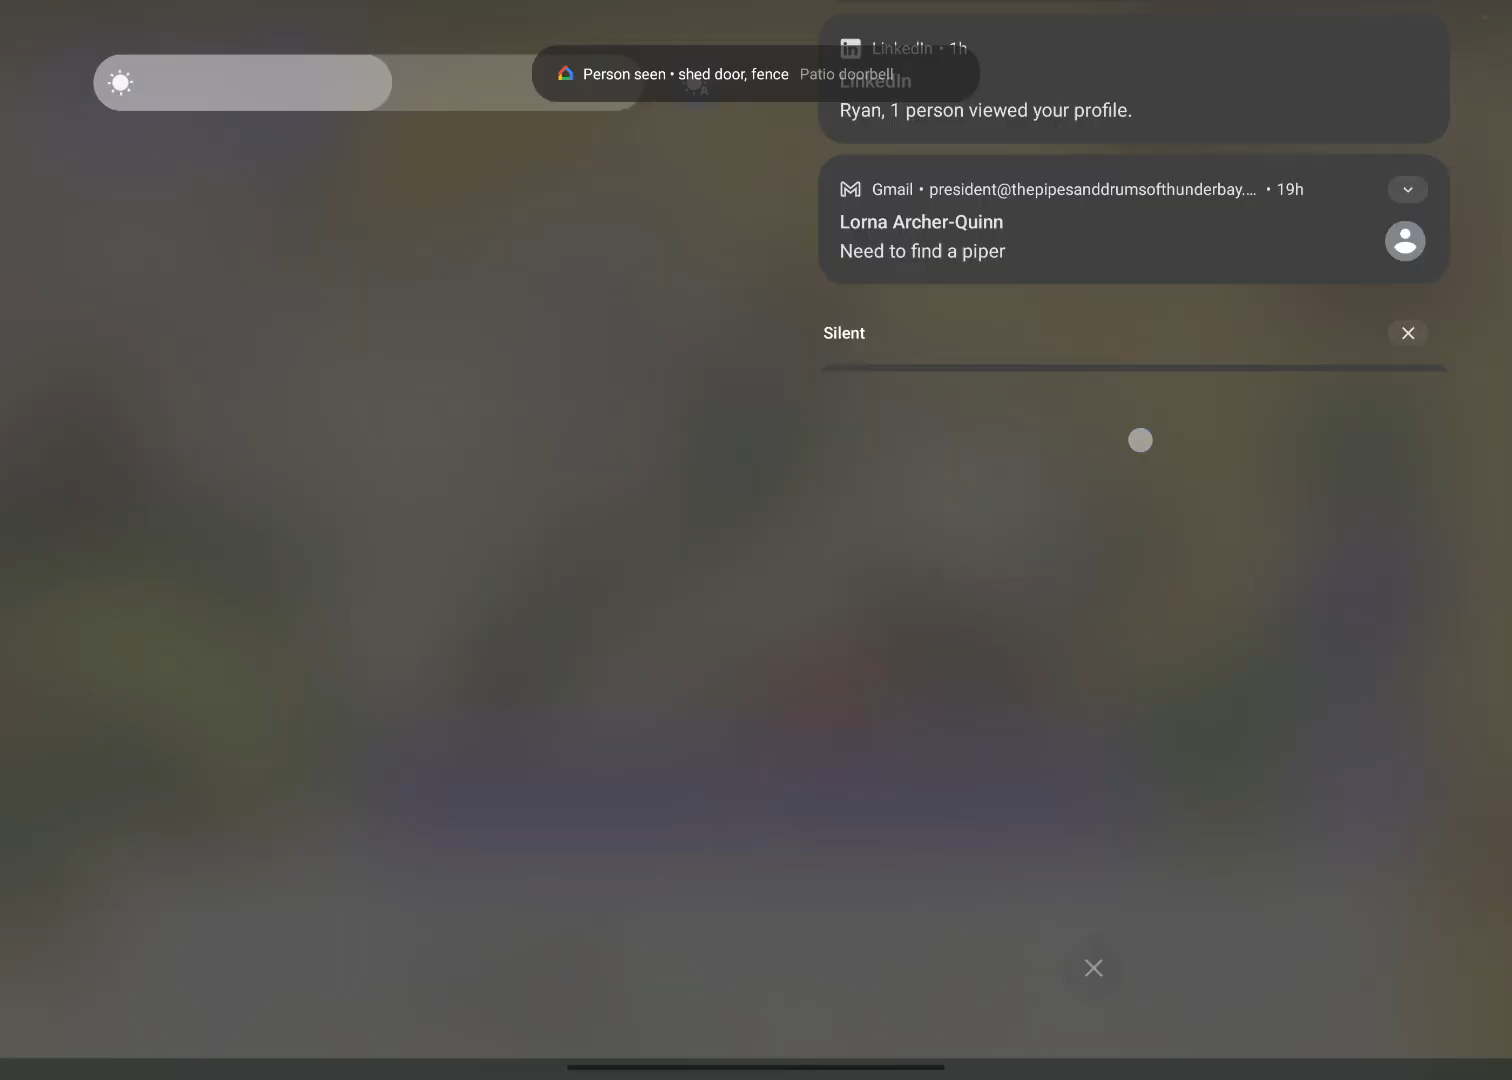 LinkedIn • 1h
Person seen • shed door, fence Patio doorbell
LinkedIn
Ryan, 1 person viewed your profile.
Gmail • president@thepipesanddrumsofthunderbay.... • 19h
Lorna Archer-Quinn
Need to find a piper
Silent